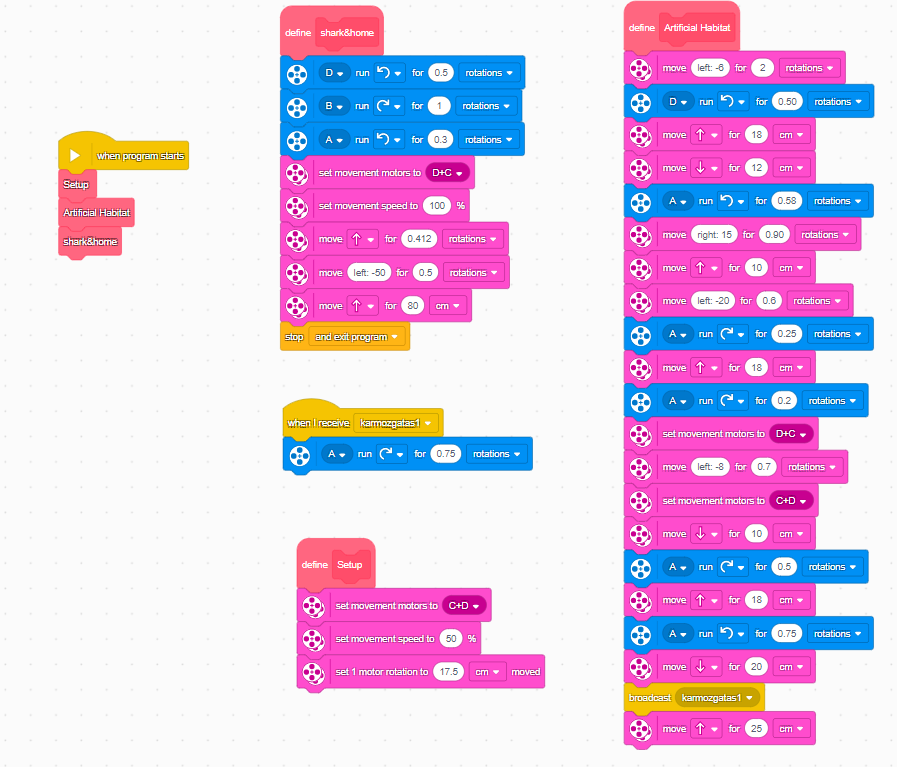 when program starts
Setup
Artificial Habitat
shark&home
define shark&home
D run for 0.5 rotations
B run for 1 rotations
A run for 0.3 rotations
set movement motors to D+C
set movement speed to 100 %
move for 0.412 rotations
move left: -50 for 0.5 rotations
move for 80 cm
stop and exit program
when I receive karmozgatas1
A run for 0.75 rotations
define Setup
set movement motors to C+D
set movement speed to 50 %
set 1 motor rotation to 17.5 cm moved
define Artificial Habitat
move left: -6 for 2 rotations
D run for 0.50 rotations
move for 18 cm
move for 12 cm
A run for 0.58 rotations
move right: 15 for 0.90 rotations
move for 10 cm
move left: -20 for 0.6 rotations
A run for 0.25 rotations
move for 18 cm
A run for 0.2 rotations
set movement motors to D+C
move left: -8 for 0.7 rotations
set movement motors to C+D
move for 10 cm
A run for 0.5 rotations
move for 18 cm
A run for 0.75 rotations
move for 20 cm
broadcast karmozgatas1
move for 25 cm